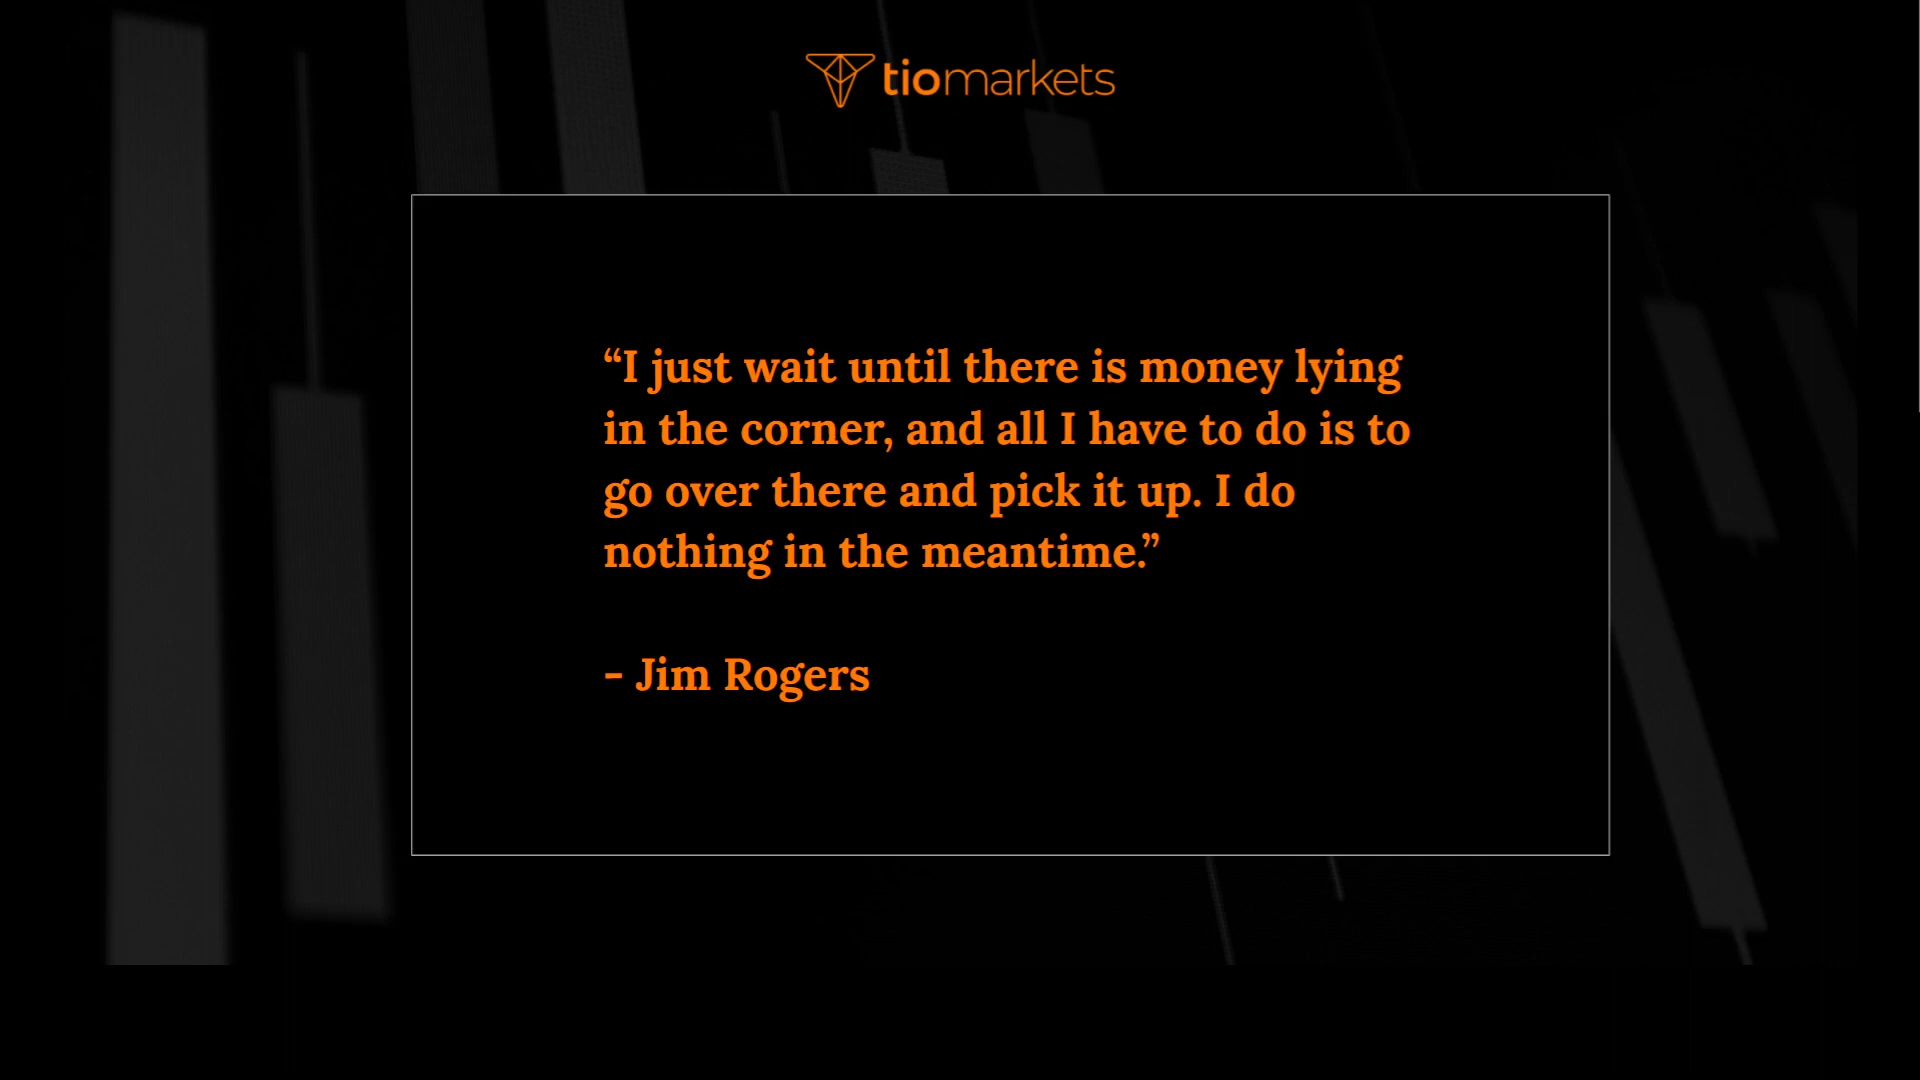 tiomarkets
“I just wait until there is money lying
in the corner, and all I have to do is to
go over there and pick it up. I do
nothing in the meantime.”
- Jim Rogers